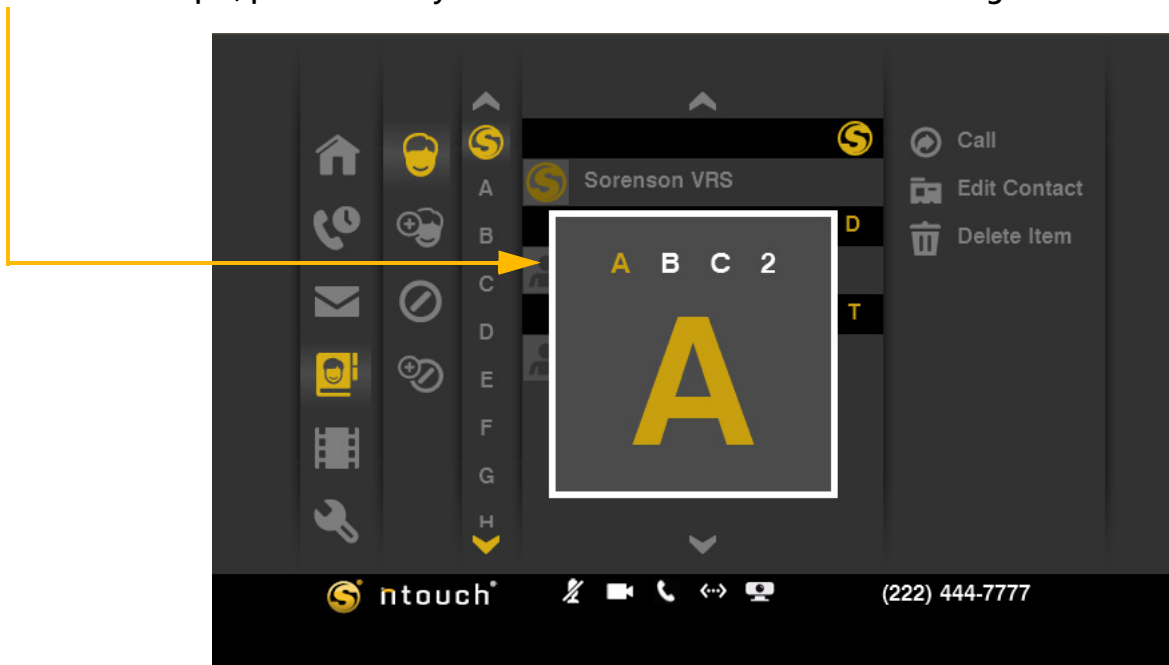 A
B
C
D
E
F
G
H
Sorenson VRS
D
T
A B C 2
A
Call
Edit Contact
Delete Item
ntouch
(222) 444-7777